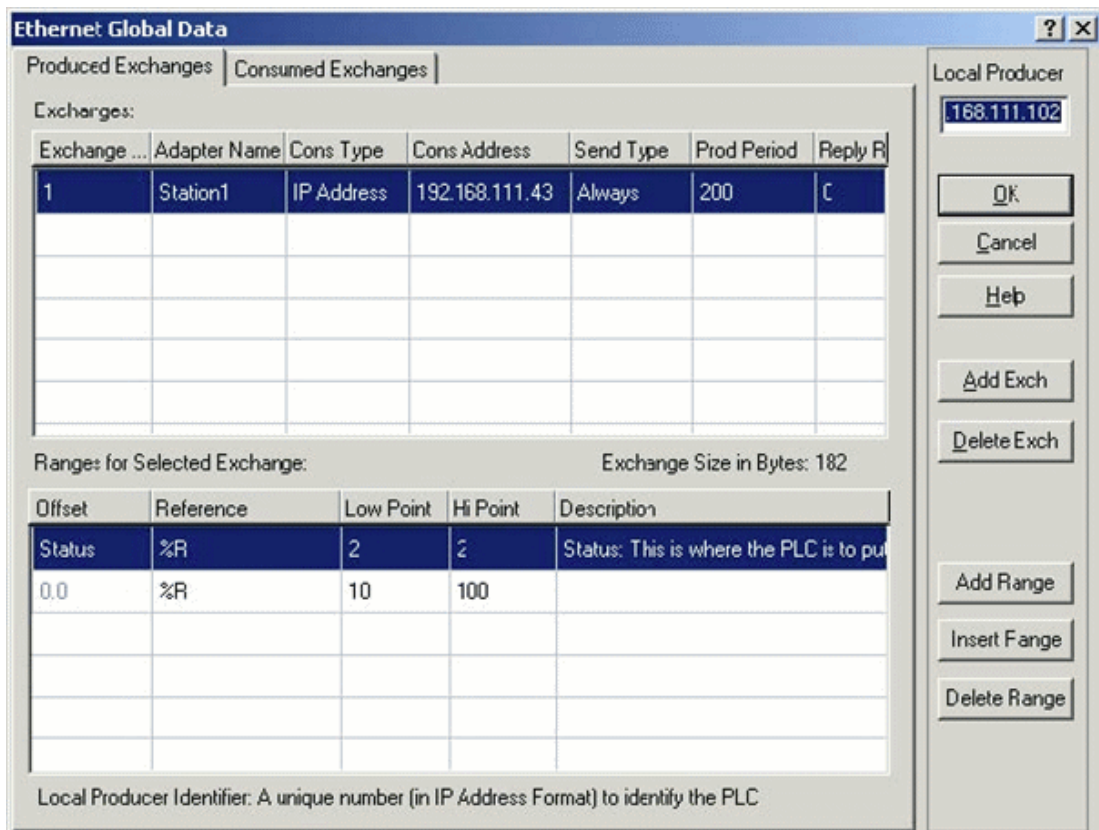 Ethernet Global Data
Produced Exchanges Consumed Exchanges
Local Producer
.168.111.102
Exchanges:
Exchange ... Adapter Name Cons Type Cons Address Send Type Prod Period Reply R
1 Station1 IP Address 192.168.111.43 Always 200 0
OK
Cancel
Help
Add Exch
Delete Exch
Ranges for Selected Exchange: Exchange Size in Bytes: 182
Offset Reference Low Point Hi Point Description
Status %R 2 2 Status: This is where the PLC is to put
0.0 %R 10 100
Add Range
Insert Range
Delete Range
Local Producer Identifier: A unique number (in IP Address Format) to identify the PLC